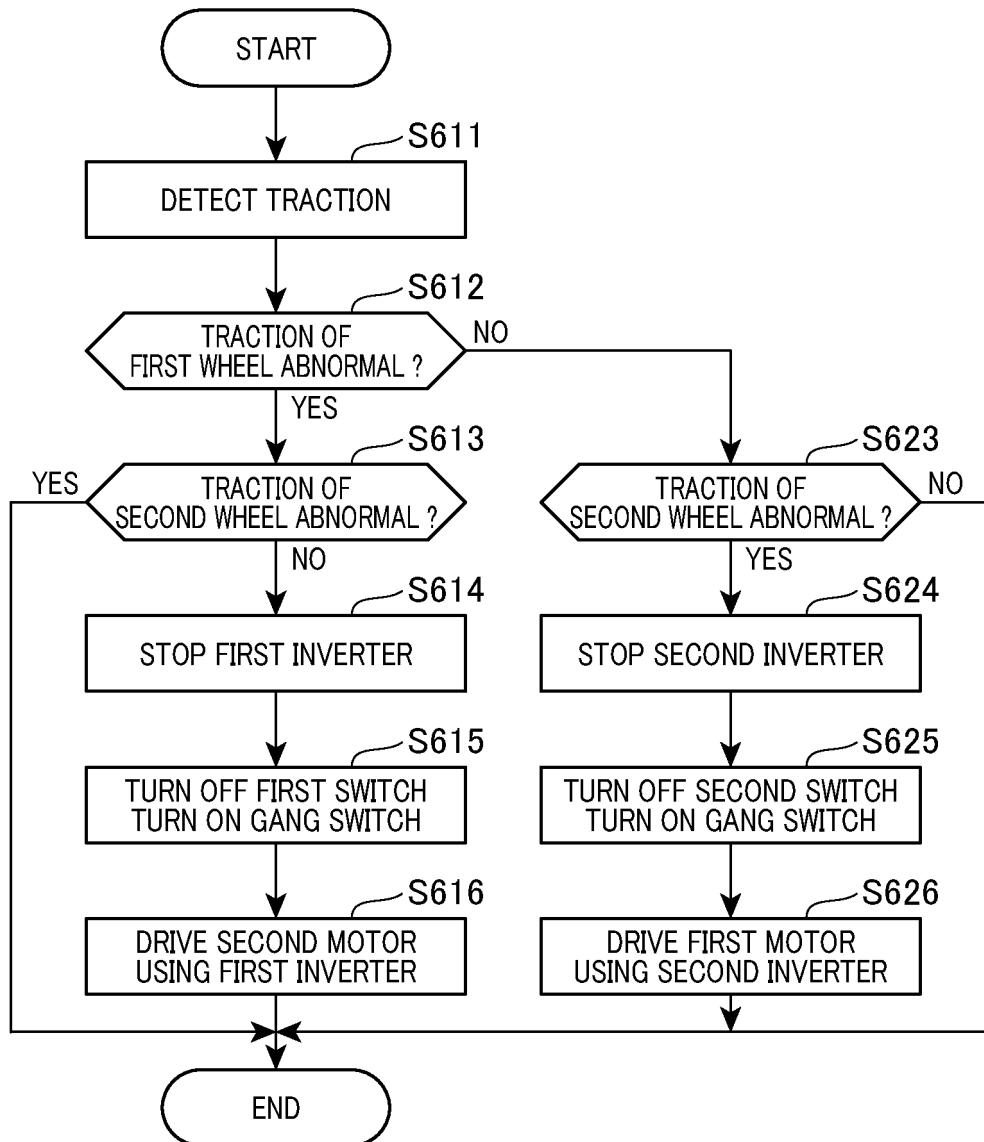 START
S611
DETECT TRACTION
S612
TRACTION OF
FIRST WHEEL ABNORMAL ?
NO
YES
S613
YES
TRACTION OF
SECOND WHEEL ABNORMAL ?
NO
S623
TRACTION OF
SECOND WHEEL ABNORMAL ?
NO
YES
S614
STOP FIRST INVERTER
S624
STOP SECOND INVERTER
S615
TURN OFF FIRST SWITCH
TURN ON GANG SWITCH
S625
TURN OFF SECOND SWITCH
TURN ON GANG SWITCH
S616
DRIVE SECOND MOTOR
USING FIRST INVERTER
S626
DRIVE FIRST MOTOR
USING SECOND INVERTER
END